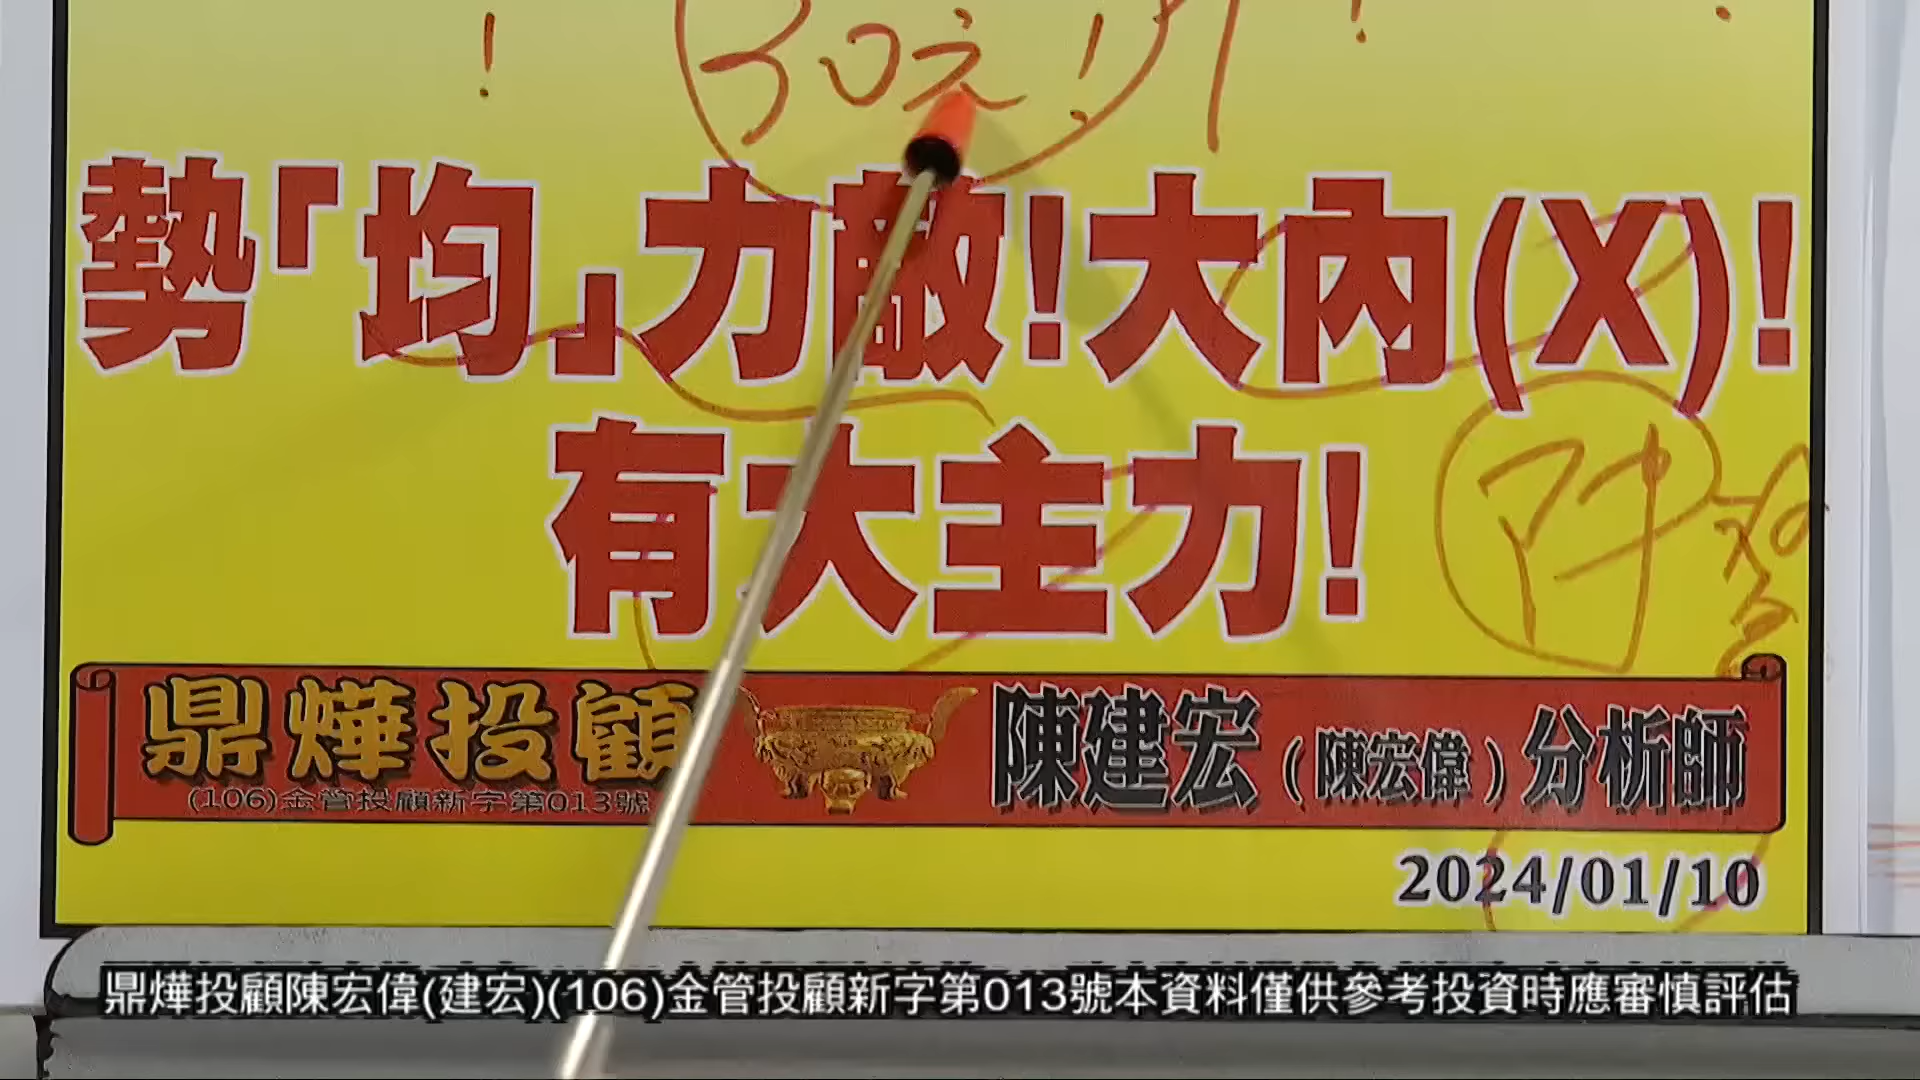 ! 30元!
勢「均」力敵!大內(X)!
有大主力!
鼎燁投顧 陳建宏(陳宏偉)分析師
(106)金管投顧新字第013號
2024/01/10
鼎燁投顧陳宏偉(建宏)(106)金管投顧新字第013號本資料僅供參考投資時應審慎評估